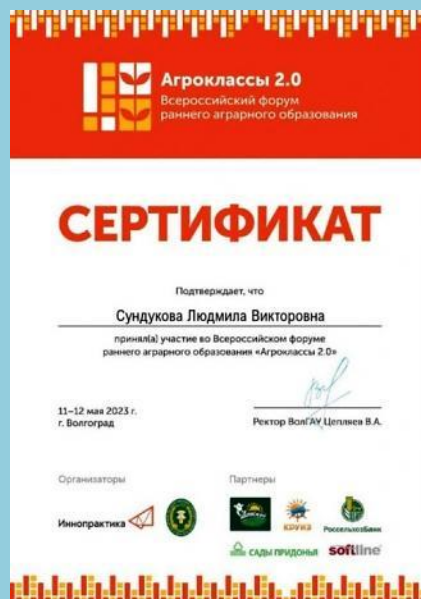 Агроклассы 2.0
Всероссийский форум
раннего аграрного образования
СЕРТИФИКАТ
Подтверждает, что
Сундукова Людмила Викторовна
принял(а) участие во Всероссийском форуме
раннего аграрного образования «Агроклассы 2.0»
11–12 мая 2023 г.
г. Волгоград
Ректор ВолГАУ Цепляев В.А.
Организаторы
Партнеры
Иннопрактика
КРУИЗ
РоссельхозБанк
САДЫ ПРИДОНЬЯ
softline